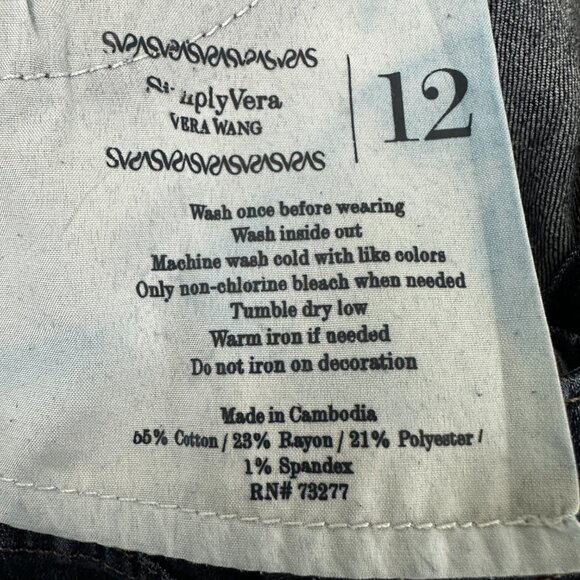 SimplyVera
VERA WANG
12
Wash once before wearing
Wash inside out
Machine wash cold with like colors
Only non-chlorine bleach when needed
Tumble dry low
Warm iron if needed
Do not iron on decoration
Made in Cambodia
55% Cotton / 23% Rayon / 21% Polyester /
1% Spandex
RN# 73277